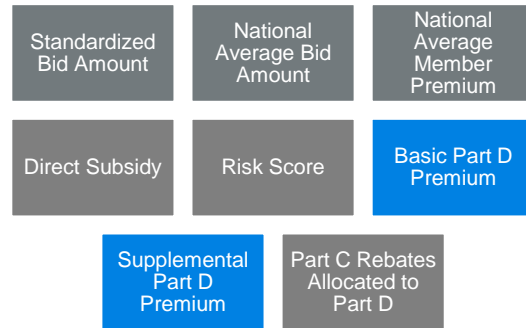 Standardized
Bid Amount
National
Average Bid
Amount
National
Average
Member
Premium
Direct Subsidy
Risk Score
Basic Part D
Premium
Supplemental
Part D
Premium
Part C Rebates
Allocated to
Part D